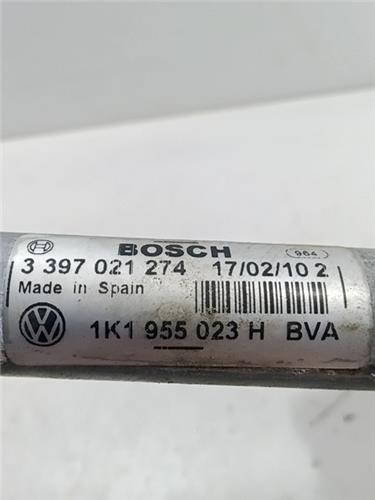 BOSCH 964
3 397 021 274 17/02/10 2
Made in Spain
1K1 955 023 H BVA